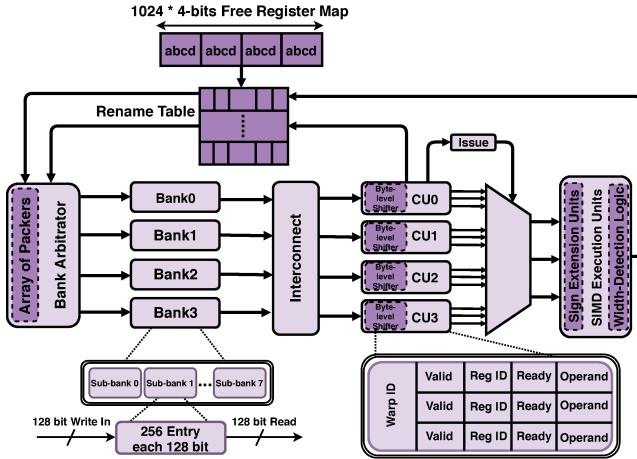 1024 * 4-bits Free Register Map
abcd abcd abcd abcd
Rename Table
Issue
Array of Packers
Bank Arbitrator
Bank0
Bank1
Bank2
Bank3
Interconnect
Byte-
level
Shifter
CU0
Byte-
level
Shifter
CU1
Byte-
level
Shifter
CU2
Byte-
level
Shifter
CU3
Sign Extension Units
SIMD Execution Units
Width-Detection Logic
Sub-bank 0 Sub-bank 1 ... Sub-bank 7
128 bit Write In
256 Entry
each 128 bit
128 bit Read
Warp ID
Valid Reg ID Ready Operand
Valid Reg ID Ready Operand
Valid Reg ID Ready Operand